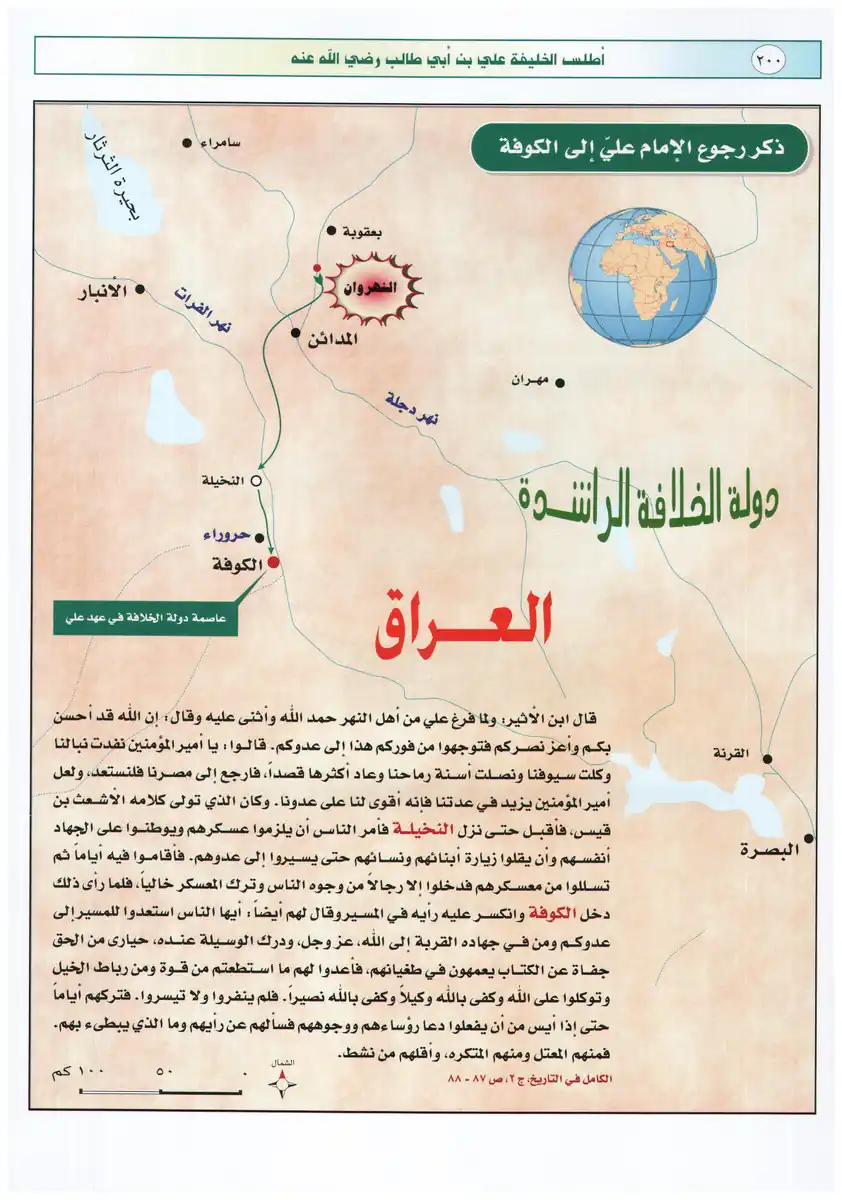 ٢٠٠
أطلس الخليفة علي بن أبي طالب رضي الله عنه
ذكر رجوع الإمام عليّ إلى الكوفة
سامراء
بحيرة الثرثار
بعقوبة
النهروان
الأنبار
نهر الفرات
المدائن
مهران
نهر دجلة
النخيلة
دولة الخلافة الراشدة
حروراء
الكوفة
عاصمة دولة الخلافة في عهد علي
العراق
القرنة
البصرة
قال ابن الأثير: ولما فرغ علي من أهل النهر حمد الله وأثنى عليه وقال: إن الله قد أحسن
بكم وأعز نصركم فتوجهوا من فوركم هذا إلى عدوكم. قالوا: يا أمير المؤمنين نفدت نبالنا
وكلت سيوفنا ونصلت أسنة رماحنا وعاد أكثرها قصداً، فارجع إلى مصرنا فلنستعد، ولعل
أمير المؤمنين يزيد في عدتنا فإنه أقوى لنا على عدونا. وكان الذي تولى كلامه الأشعث بن
قيس، فأقبل حتى نزل النخيلة فأمر الناس أن يلزموا عسكرهم ويوطنوا على الجهاد
أنفسهم وأن يقلوا زيارة أبنائهم ونسائهم حتى يسيروا إلى عدوهم. فأقاموا فيه أياماً ثم
تسللوا من معسكرهم فدخلوا إلا رجالاً من وجوه الناس وترك المعسكر خالياً، فلما رأى ذلك
دخل الكوفة وانكسر عليه رأيه في المسير وقال لهم أيضاً: أيها الناس استعدوا للمسير إلى
عدوكم ومن في جهاده القربة إلى الله، عز وجل، ودرك الوسيلة عنده، حيارى من الحق
جفاة عن الكتاب يعمهون في طغيانهم، فأعدوا لهم ما استطعتم من قوة ومن رباط الخيل
وتوكلوا على الله وكفى بالله وكيلاً وكفى بالله نصيراً. فلم ينفروا ولا تيسروا. فتركهم أياماً
حتى إذا أيس من أن يفعلوا دعا رؤساءهم ووجوههم فسألهم عن رأيهم وما الذي يبطىء بهم.
فمنهم المعتل ومنهم المتكره، وأقلهم من نشط.
الكامل في التاريخ، ج ٢، ص ٨٧ - ٨٨
الشمال
٠ ٥٠ ١٠٠ كم